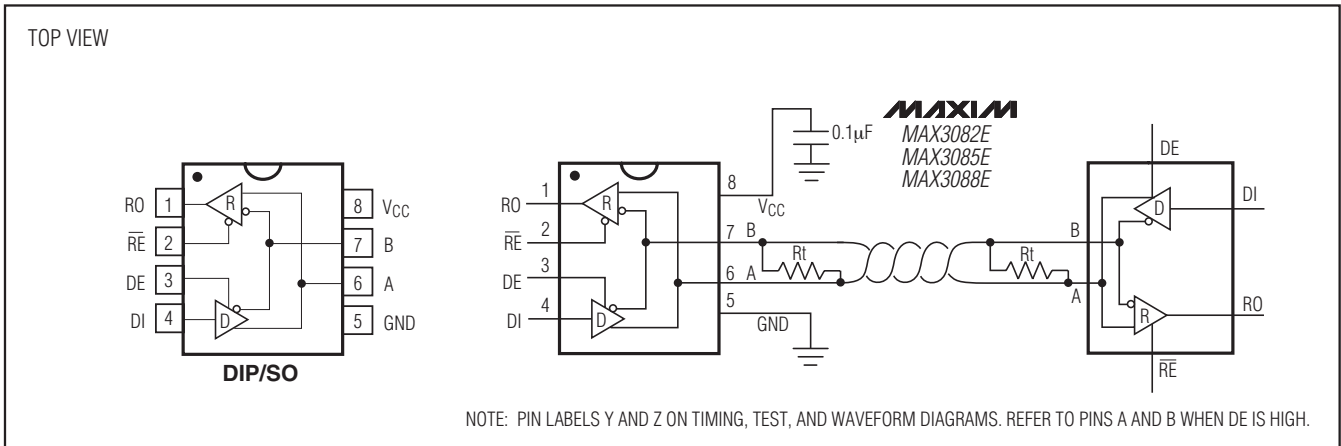 TOP VIEW
RO 1
R̅E̅ 2
DE 3
DI 4
R
D
8 VCC
7 B
6 A
5 GND
DIP/SO
1
RO
2
R̅E̅
3
DE
4
DI
R
D
8
VCC
7 B
6 A
5
GND
0.1μF
MAXIM
MAX3082E
MAX3085E
MAX3088E
Rt
Rt
B
A
DE
DI
D
R
RO
R̅E̅
NOTE: PIN LABELS Y AND Z ON TIMING, TEST, AND WAVEFORM DIAGRAMS. REFER TO PINS A AND B WHEN DE IS HIGH.